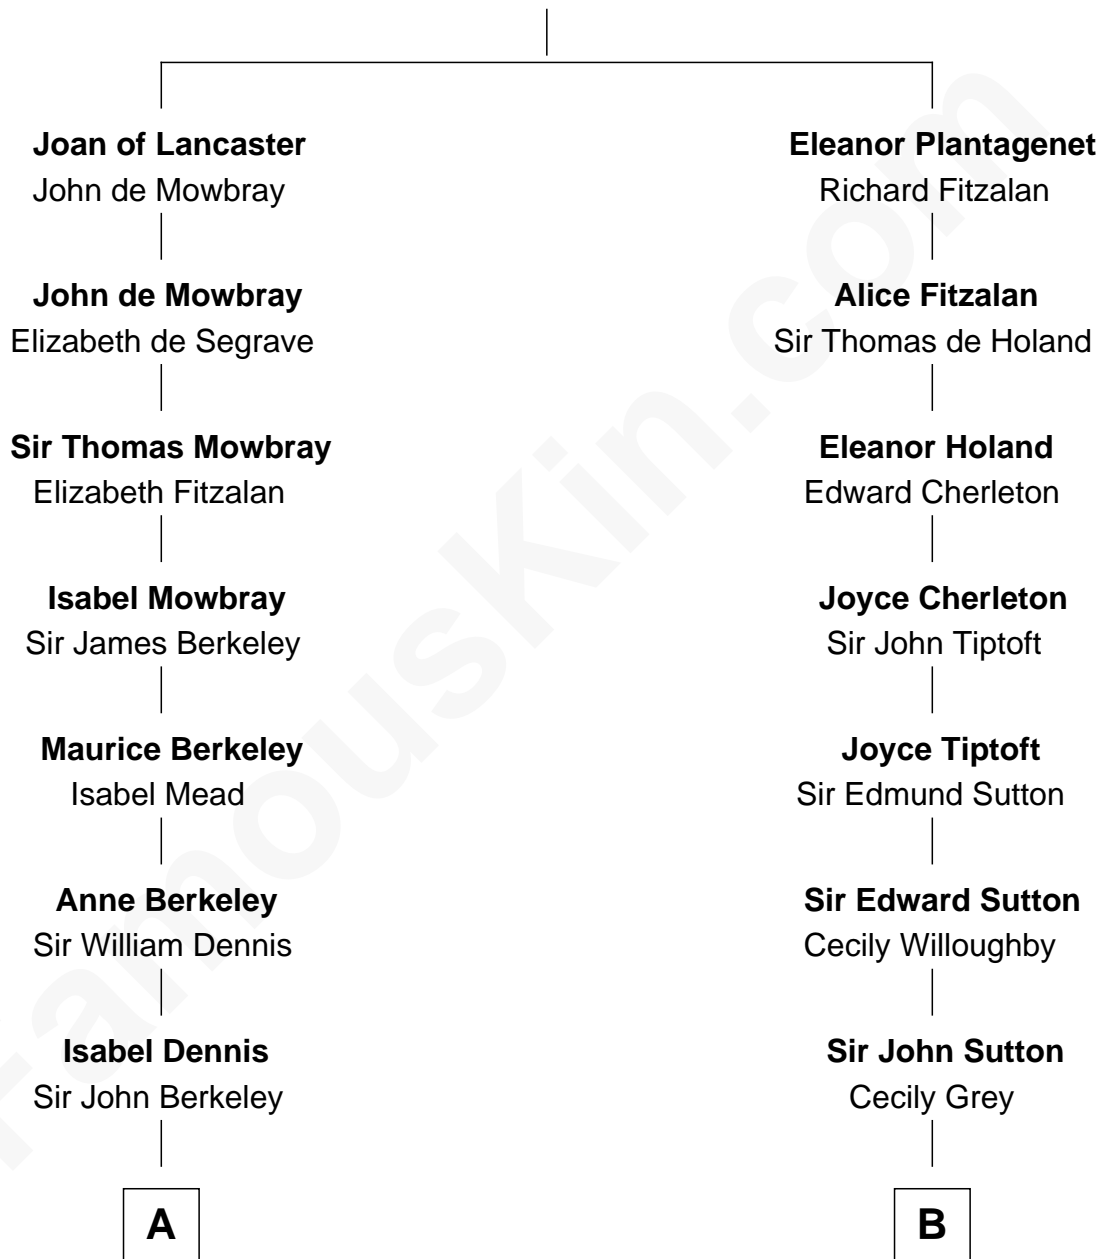 Joan of Lancaster
John de Mowbray
John de Mowbray
Elizabeth de Segrave
Sir Thomas Mowbray
Elizabeth Fitzalan
Isabel Mowbray
Sir James Berkeley
Maurice Berkeley
Isabel Mead
Anne Berkeley
Sir William Dennis
Isabel Dennis
Sir John Berkeley
A
Eleanor Plantagenet
Richard Fitzalan
Alice Fitzalan
Sir Thomas de Holand
Eleanor Holand
Edward Cherleton
Joyce Cherleton
Sir John Tiptoft
Joyce Tiptoft
Sir Edmund Sutton
Sir Edward Sutton
Cecily Willoughby
Sir John Sutton
Cecily Grey
B
FamousKin.com